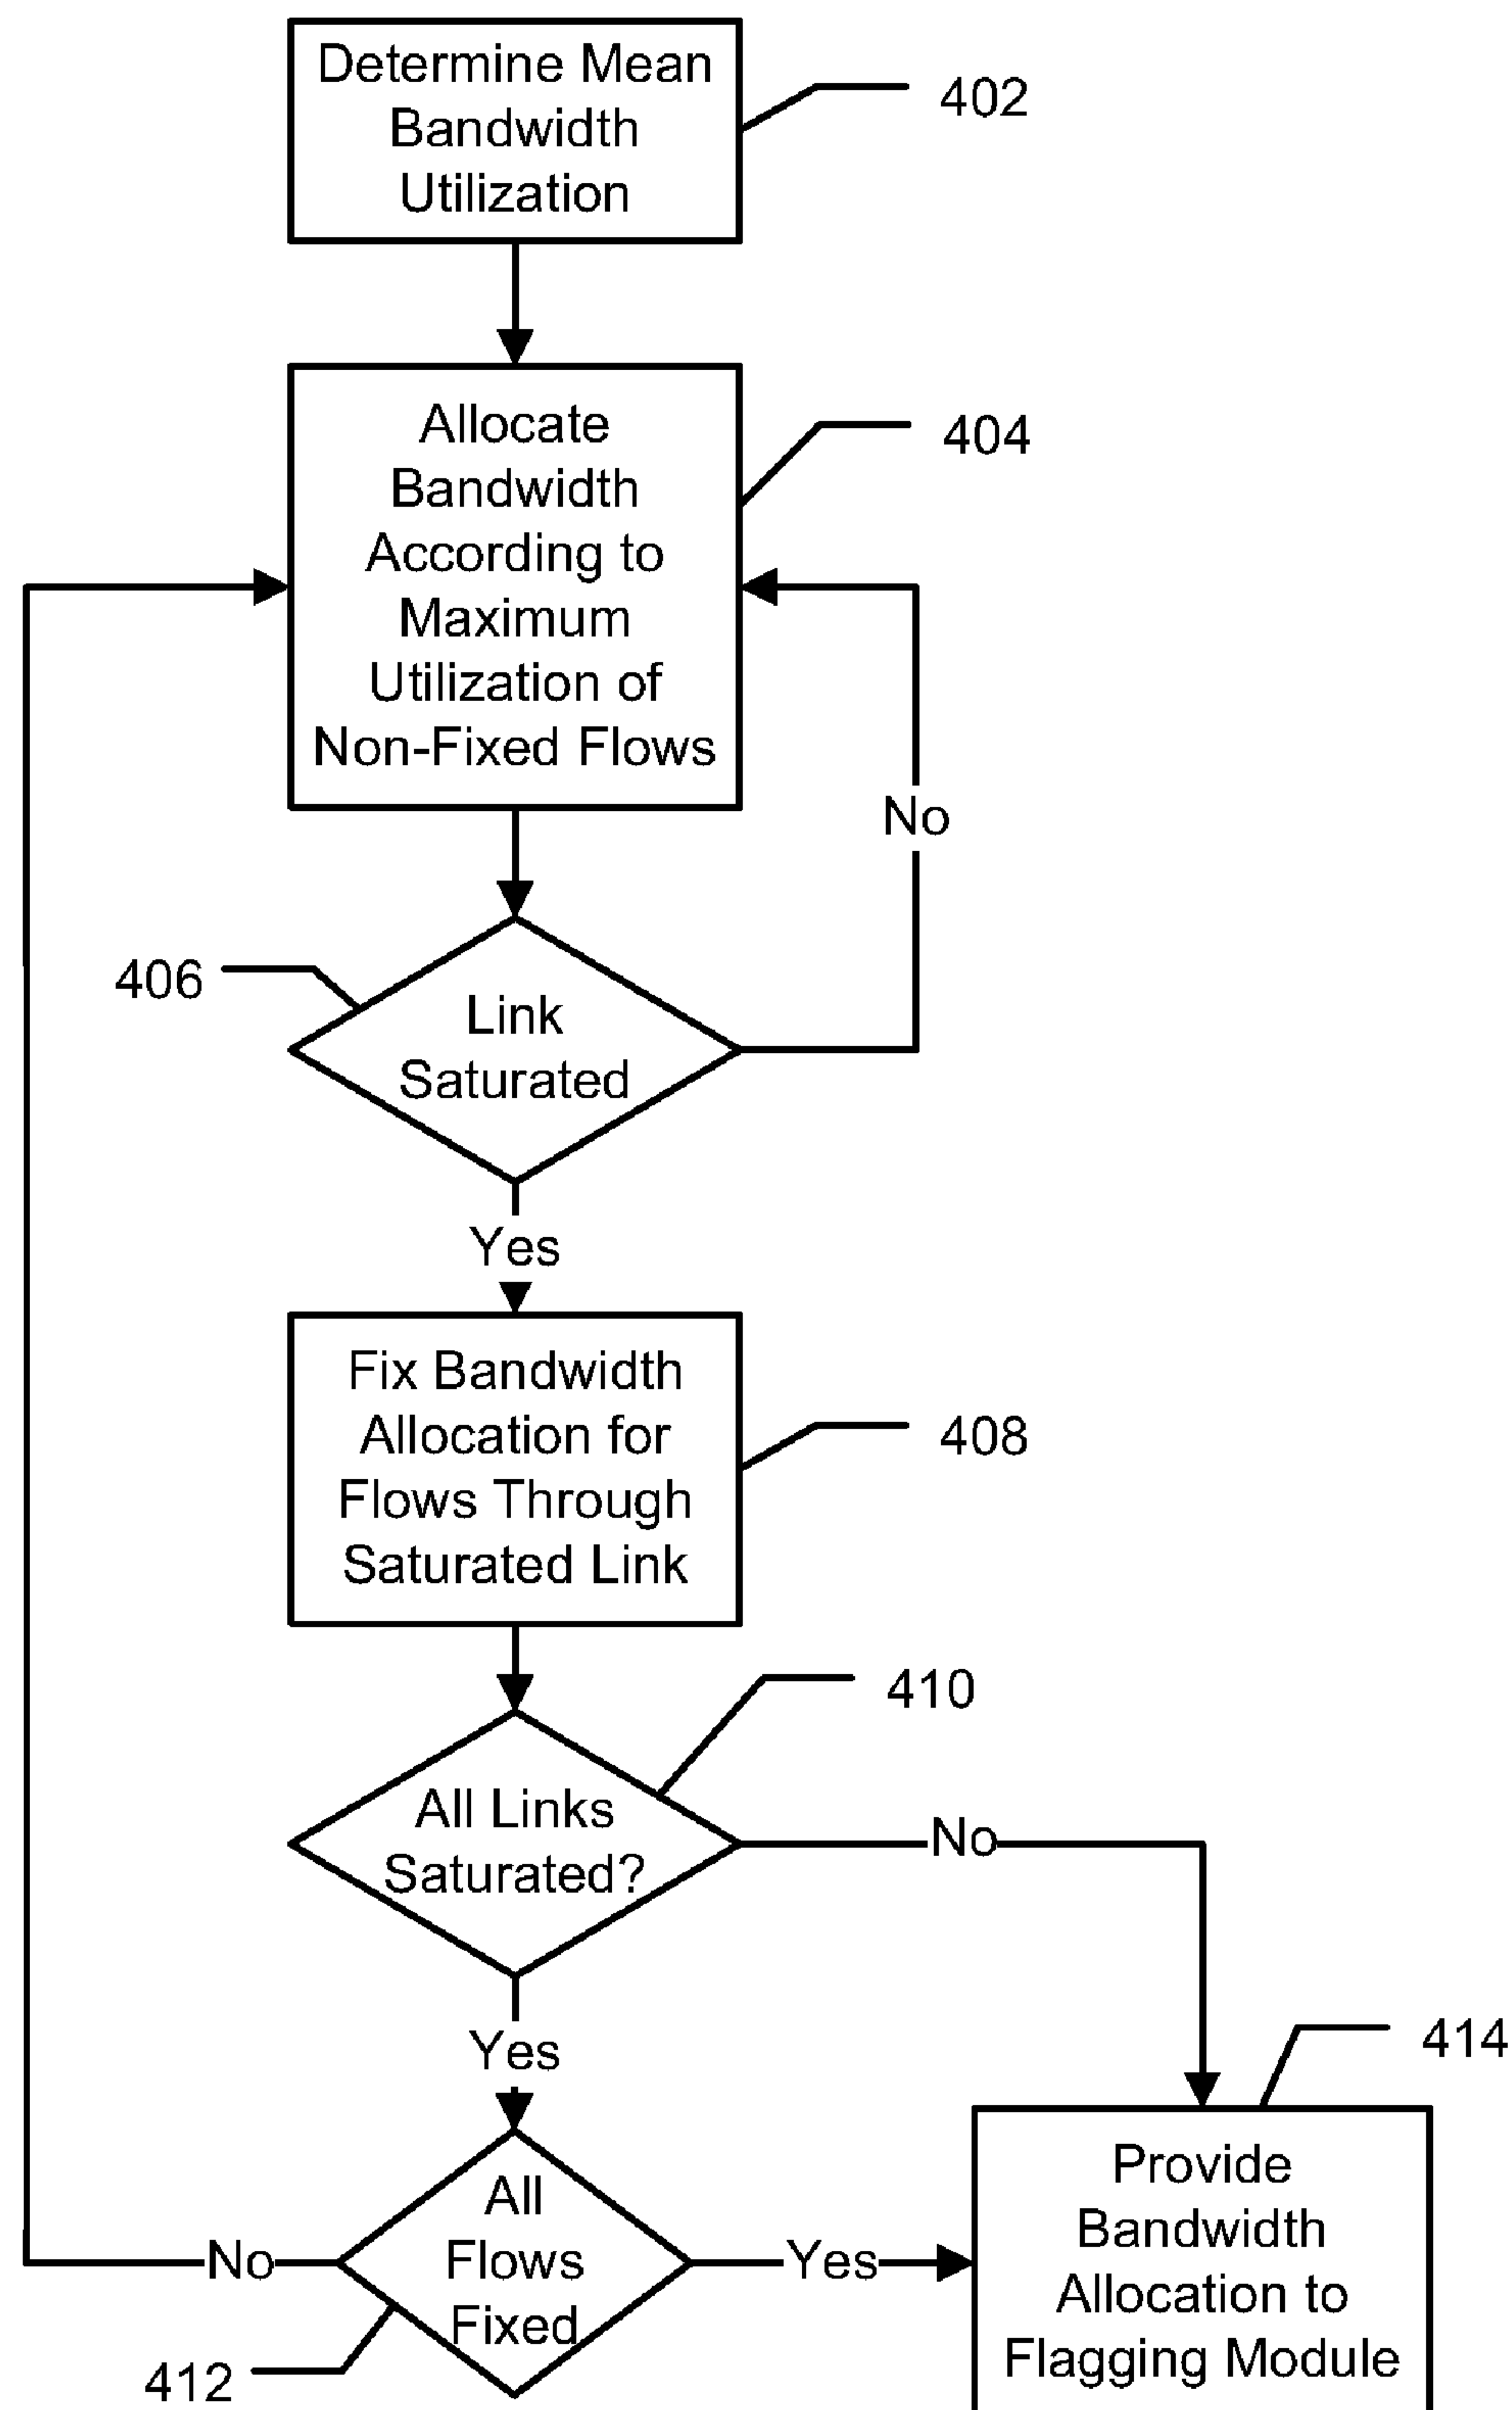 Determine Mean
Bandwidth
Utilization
402
Allocate
Bandwidth
According to
Maximum
Utilization of
Non-Fixed Flows
404
No
406
Link
Saturated
Yes
Fix Bandwidth
Allocation for
Flows Through
Saturated Link
408
410
All Links
Saturated?
No
Yes
414
All
Flows
Fixed
No
Yes
412
Provide
Bandwidth
Allocation to
Flagging Module